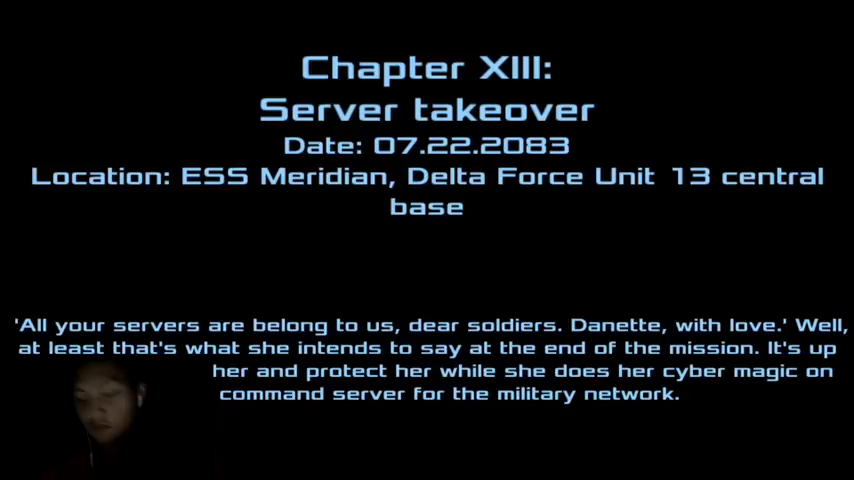 Chapter XIII:
Server takeover
Date: 07.22.2083
Location: ESS Meridian, Delta Force Unit 13 central
base
'All your servers are belong to us, dear soldiers. Danette, with love.' Well,
at least that's what she intends to say at the end of the mission. It's up
her and protect her while she does her cyber magic on
command server for the military network.